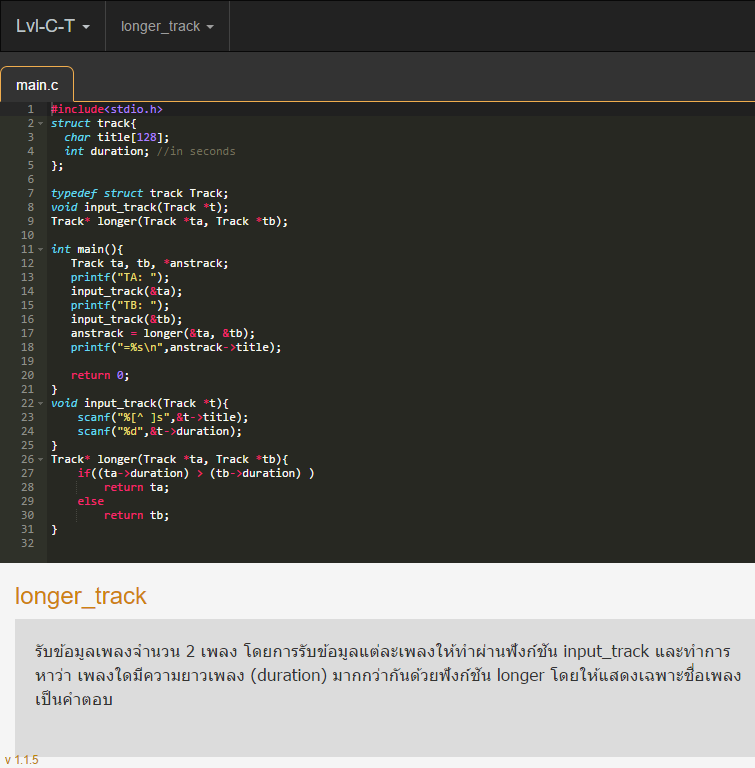 Lvl-C-T longer_track
main.c
1 #include<stdio.h>
2 struct track{
3 char title[128];
4 int duration; //in seconds
5 };
6
7 typedef struct track Track;
8 void input_track(Track *t);
9 Track* longer(Track *ta, Track *tb);
10
11 int main(){
12 Track ta, tb, *anstrack;
13 printf("TA: ");
14 input_track(&ta);
15 printf("TB: ");
16 input_track(&tb);
17 anstrack = longer(&ta, &tb);
18 printf("=%s\n",anstrack->title);
19
20 return 0;
21 }
22 void input_track(Track *t){
23 scanf("%[^ ]s",&t->title);
24 scanf("%d",&t->duration);
25 }
26 Track* longer(Track *ta, Track *tb){
27 if((ta->duration) > (tb->duration) )
28 return ta;
29 else
30 return tb;
31 }
32
longer_track
รับข้อมูลเพลงจำนวน 2 เพลง โดยการรับข้อมูลแต่ละเพลงให้ทำผ่านฟังก์ชัน input_track และทำการ
หาว่า เพลงใดมีความยาวเพลง (duration) มากกว่ากันด้วยฟังก์ชัน longer โดยให้แสดงเฉพาะชื่อเพลง
เป็นคำตอบ
v 1.1.5